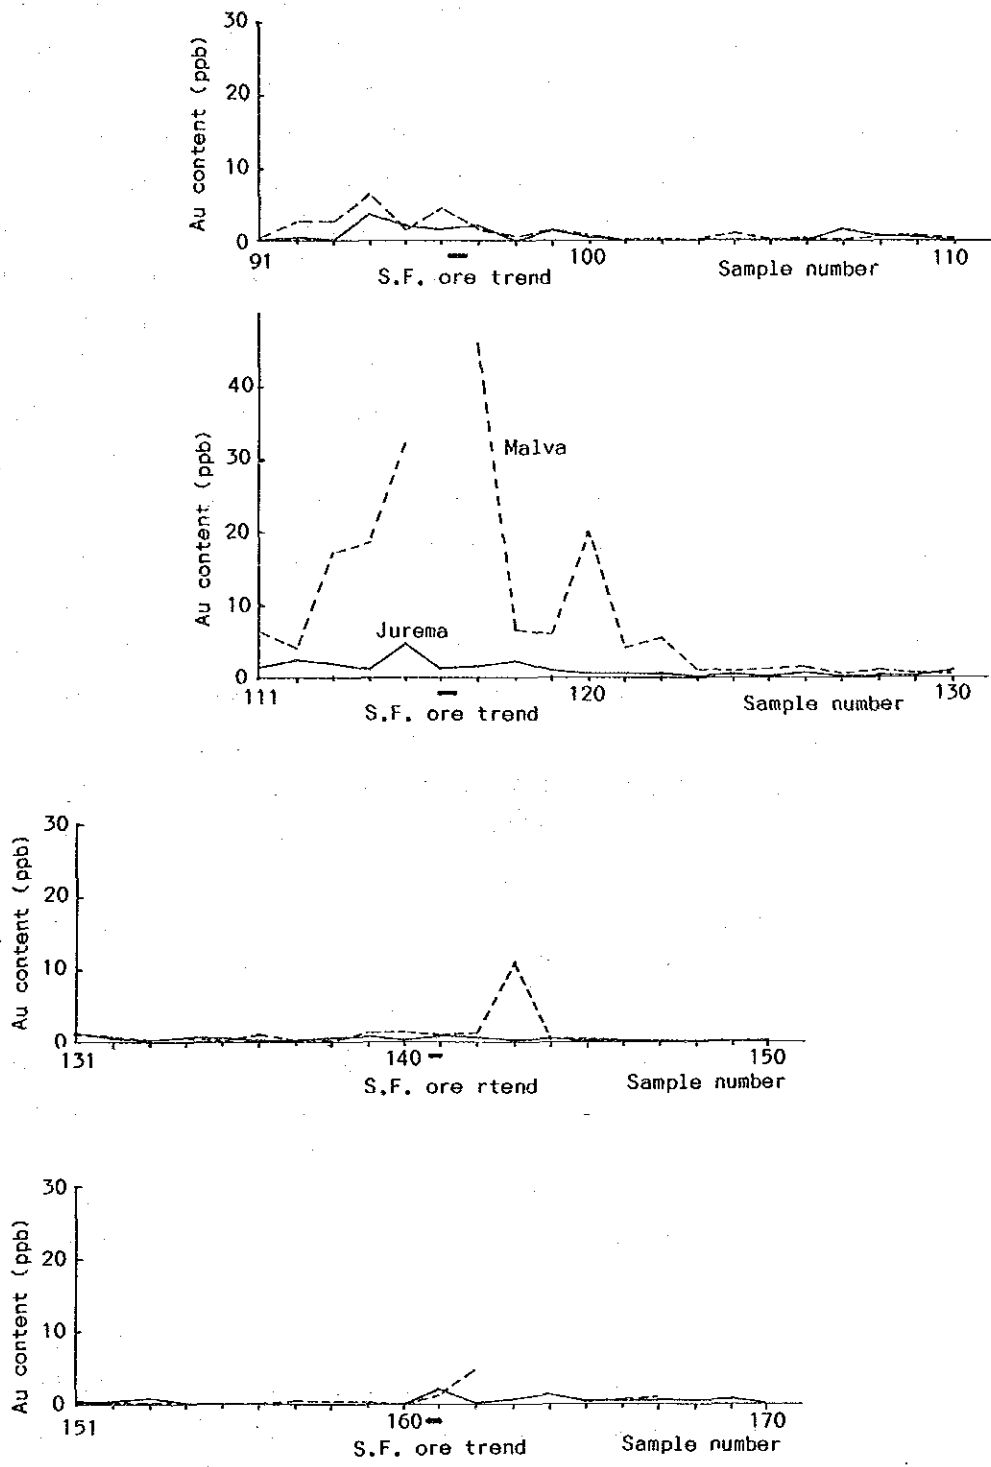 30
20
10
0
Au content (ppb)
91 100 110
S.F. ore trend Sample number
40
30
20
10
0
Au content (ppb)
Malva
Jurema
111 120 130
S.F. ore trend Sample number
30
20
10
0
Au content (ppb)
131 140 150
S.F. ore rtend Sample number
30
20
10
0
Au content (ppb)
151 160 170
S.F. ore trend Sample number